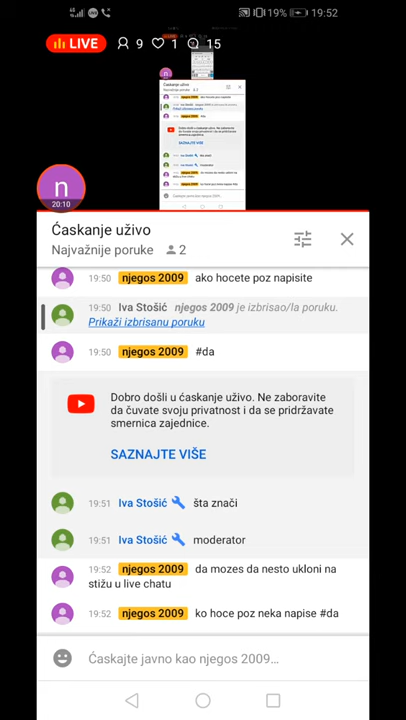 19% 19:52
LIVE 9 1 15
Ćaskanje uživo
Najvažnije poruke
n
20:10
Ćaskanje uživo
Najvažnije poruke 2
19:50 njegos 2009 ako hocete poz napisite
19:50 Iva Stošić njegos 2009 je izbrisao/la poruku.
Prikaži izbrisanu poruku
19:50 njegos 2009 #da
Dobro došli u ćaskanje uživo. Ne zaboravite
da čuvate svoju privatnost i da se pridržavate
smernica zajednice.
SAZNAJTE VIŠE
19:51 Iva Stošić šta znači
19:51 Iva Stošić moderator
19:52 njegos 2009 da mozes da nesto ukloni na
stižu u live chatu
19:52 njegos 2009 ko hoce poz neka napise #da
Ćaskajte javno kao njegos 2009...